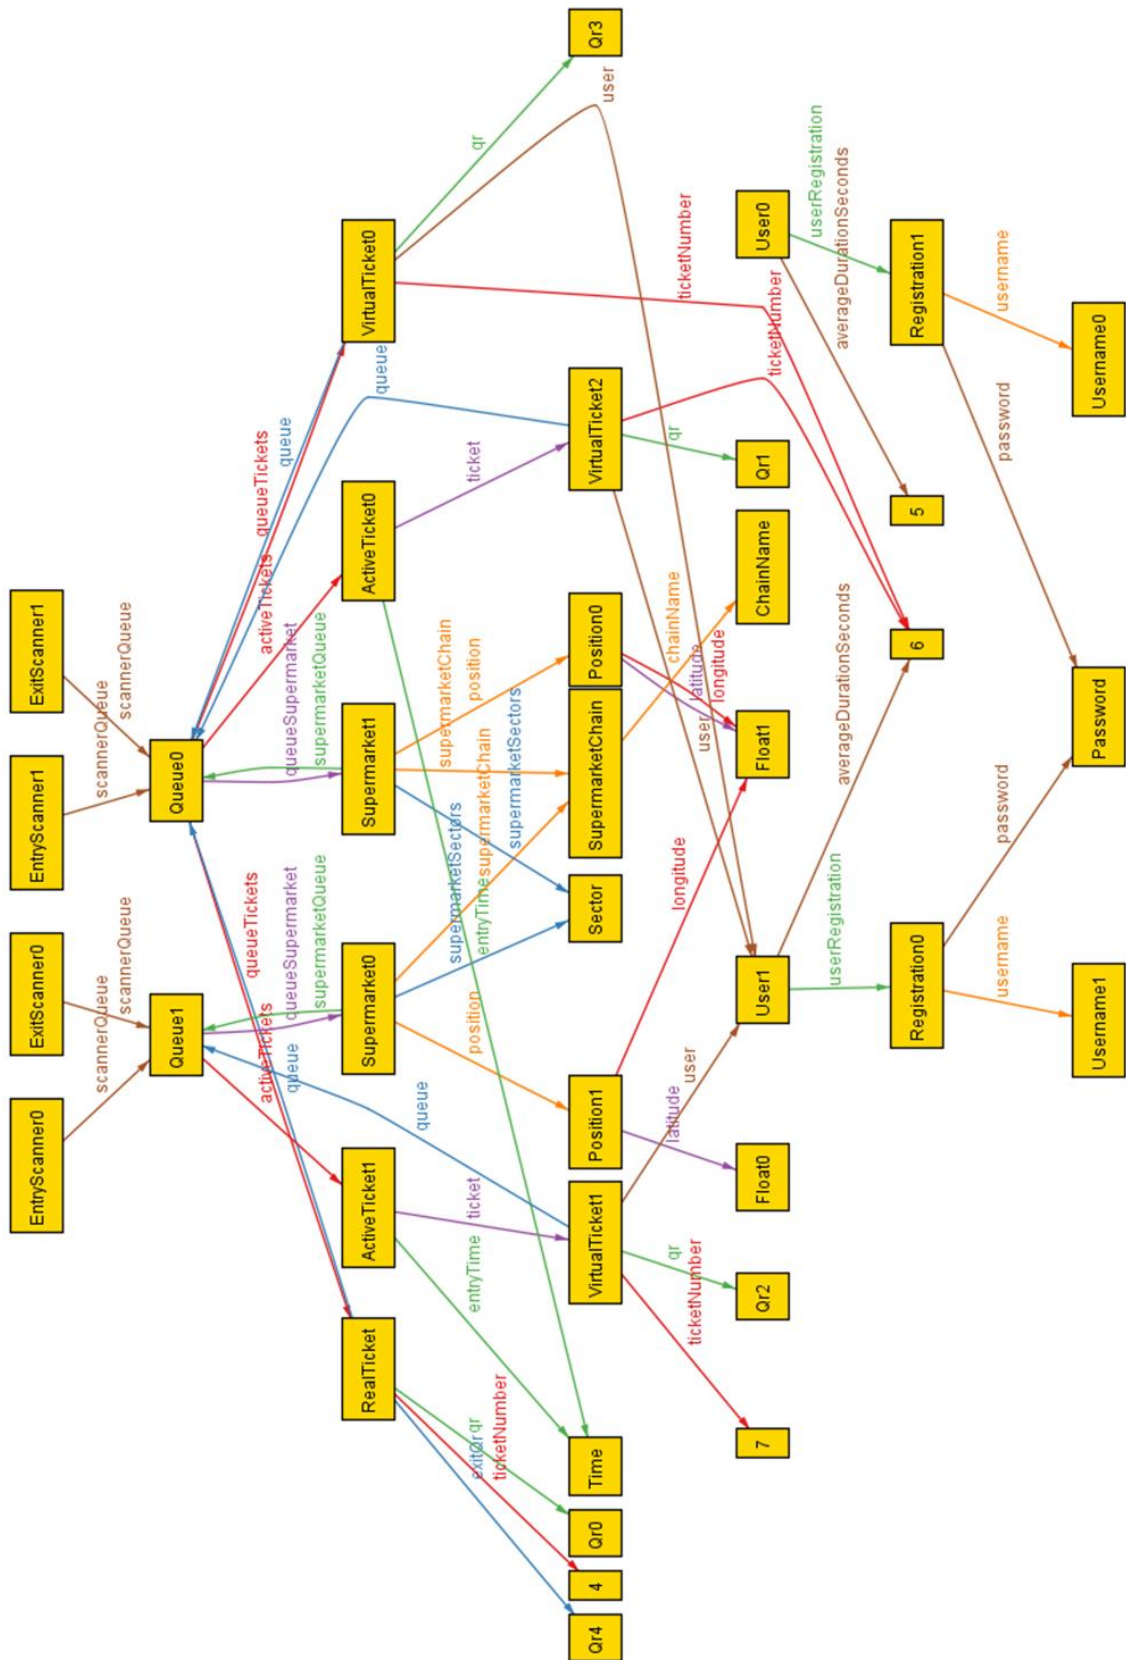 EntryScanner0
ExitScanner0
EntryScanner1
ExitScanner1
scannerQueue
scannerQueue
scannerQueue
scannerQueue
Queue1
Queue0
queueTickets
activeTickets
queue
queueSupermarket
supermarketQueue
activeTickets
queueSupermarket
supermarketQueue
queueTickets
queue
queue
queue
RealTicket
ActiveTicket1
Supermarket0
Supermarket1
ActiveTicket0
VirtualTicket0
exitQr
qr
ticketNumber
entryTime
ticket
position
supermarketSectors
entryTime
supermarketChain
supermarketSectors
supermarketChain
position
ticket
qr
user
Qr4
4
Qr0
Time
VirtualTicket1
Position1
Sector
SupermarketChain
Position0
VirtualTicket2
Qr3
ticketNumber
qr
user
latitude
longitude
user
chainName
latitude
longitude
qr
ticketNumber
ticketNumber
7
Qr2
Float0
User1
Float1
ChainName
Qr1
User0
userRegistration
averageDurationSeconds
averageDurationSeconds
userRegistration
Registration0
6
5
Registration1
username
password
password
username
Username1
Password
Username0